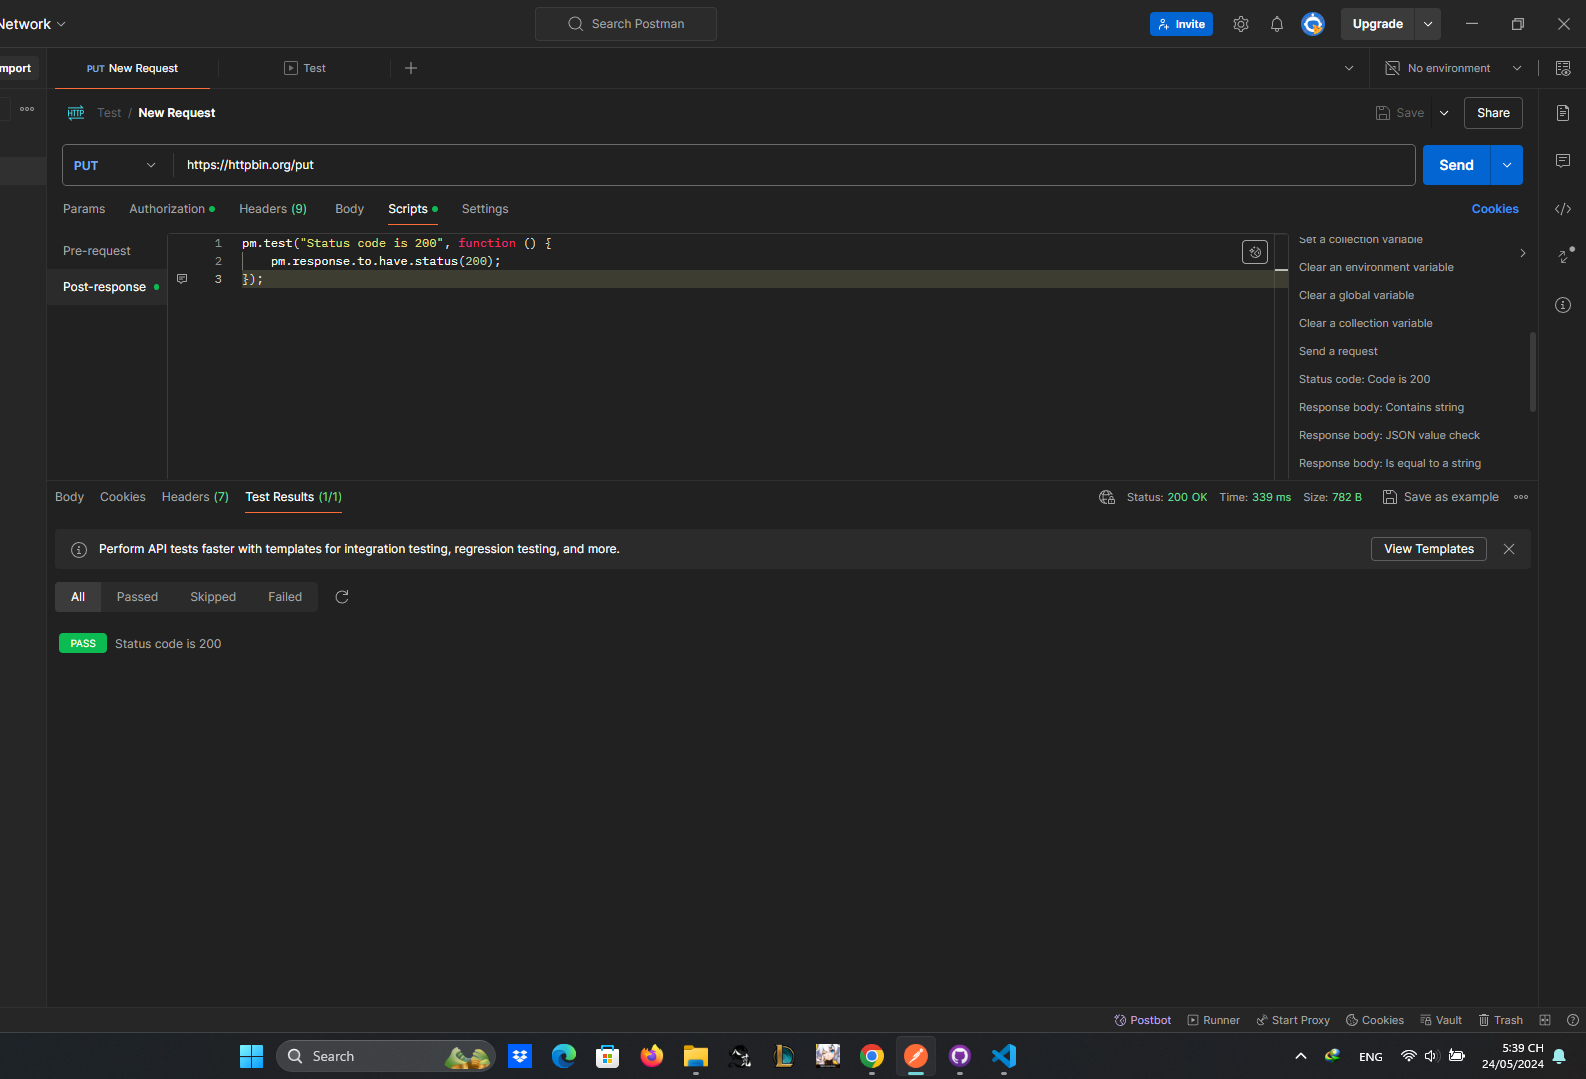 Network
Search Postman
Invite
Upgrade
mport
PUT New Request
Test
No environment
HTTP
Test / New Request
Save
Share
PUT
https://httpbin.org/put
Send
Params
Authorization
Headers (9)
Body
Scripts
Settings
Cookies
Pre-request
Post-response
1 pm.test("Status code is 200", function () {
2 pm.response.to.have.status(200);
3 });
Set a collection variable
Clear an environment variable
Clear a global variable
Clear a collection variable
Send a request
Status code: Code is 200
Response body: Contains string
Response body: JSON value check
Response body: Is equal to a string
Body
Cookies
Headers (7)
Test Results (1/1)
Status: 200 OK
Time: 339 ms
Size: 782 B
Save as example
Perform API tests faster with templates for integration testing, regression testing, and more.
View Templates
All
Passed
Skipped
Failed
PASS
Status code is 200
Postbot
Runner
Start Proxy
Cookies
Vault
Trash
Search
ENG
5:39 CH
24/05/2024